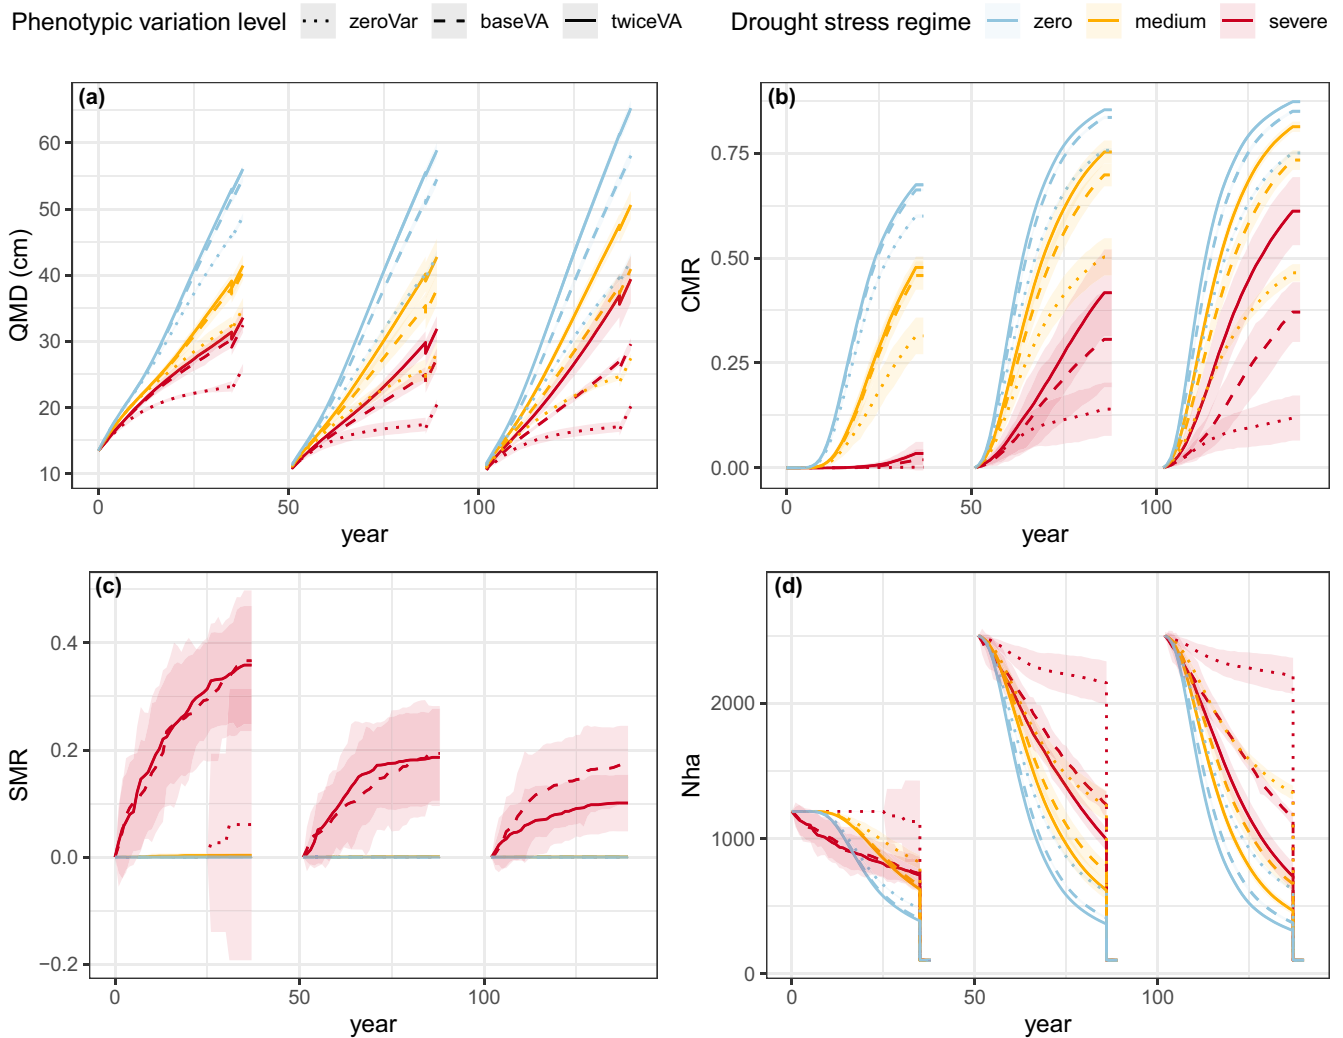 Phenotypic variation level zeroVar baseVA twiceVA Drought stress regime zero medium severe
(a)
60
50
40
30
20
10
QMD (cm)
0 50 100
year
(b)
0.75
0.50
0.25
0.00
CMR
0 50 100
year
(c)
0.4
0.2
0.0
−0.2
SMR
0 50 100
year
(d)
2000
1000
0
Nha
0 50 100
year